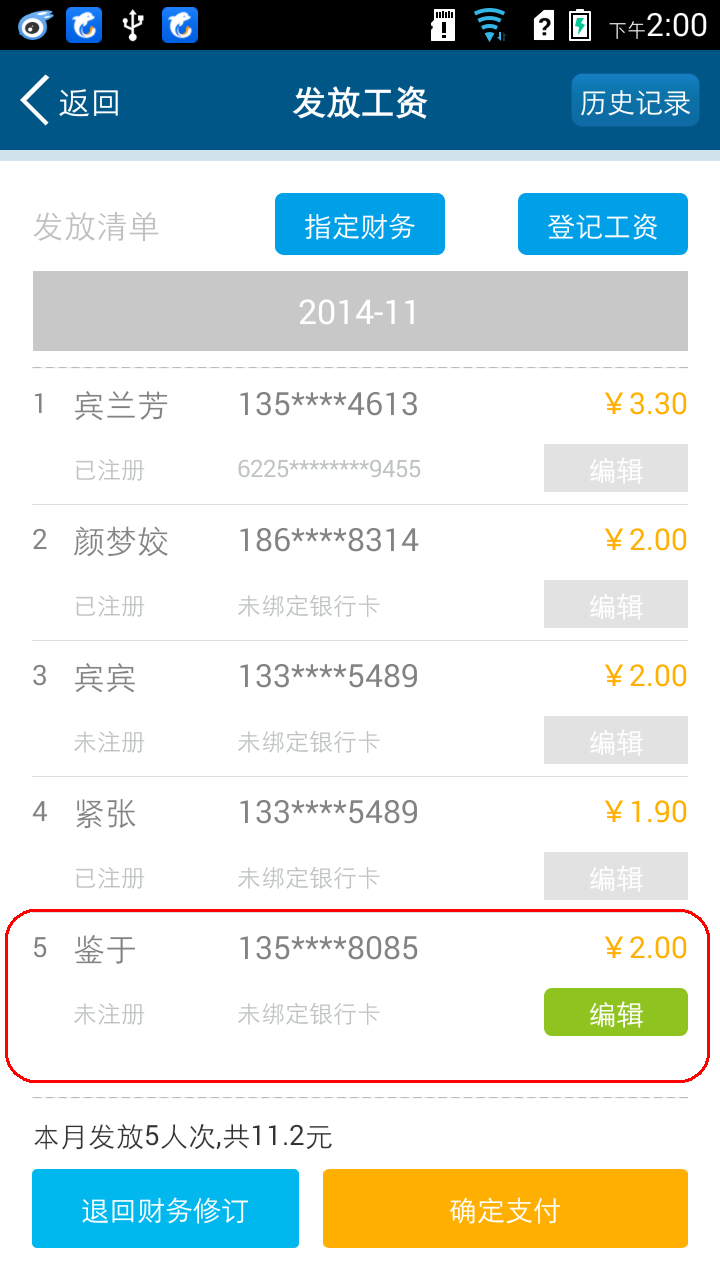 下午2:00
返回 发放工资 历史记录
发放清单 指定财务 登记工资
2014-11
1 宾兰芳 135****4613 ￥3.30
已注册 6225********9455 编辑
2 颜梦姣 186****8314 ￥2.00
已注册 未绑定银行卡 编辑
3 宾宾 133****5489 ￥2.00
未注册 未绑定银行卡 编辑
4 紧张 133****5489 ￥1.90
已注册 未绑定银行卡 编辑
5 鉴于 135****8085 ￥2.00
未注册 未绑定银行卡 编辑
本月发放5人次,共11.2元
退回财务修订 确定支付